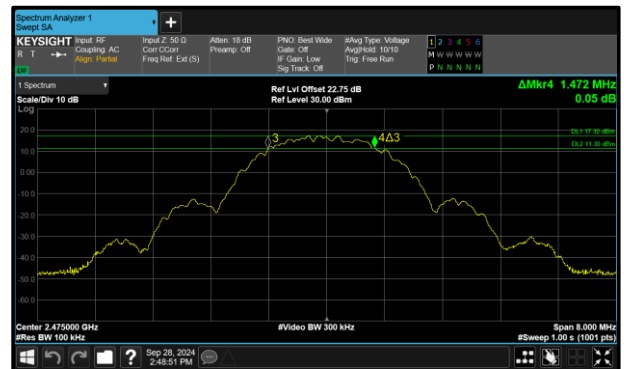 Spectrum Analyzer 1
Swept SA
KEYSIGHT
R T
Input: RF
Coupling: AC
Align: Partial
Input Z: 50 Ω
Corr CCorr
Freq Ref: Ext (S)
Atten: 18 dB
Preamp: Off
PNO: Best Wide
Gate: Off
IF Gain: Low
Sig Track: Off
#Avg Type: Voltage
Avg|Hold: 10/10
Trig: Free Run
1 2 3 4 5 6
M W W W W W
P N N N N N
1 Spectrum
Scale/Div 10 dB
Log
Ref Lvl Offset 22.75 dB
Ref Level 30.00 dBm
ΔMkr4 1.472 MHz
0.05 dB
20.0
10.0
0.00
-10.0
-20.0
-30.0
-40.0
-50.0
-60.0
3
4Δ3
DL1 17.30 dBm
DL2 11.30 dBm
Center 2.475000 GHz
#Res BW 100 kHz
#Video BW 300 kHz
Span 8.000 MHz
#Sweep 1.00 s (1001 pts)
?
Sep 28, 2024
2:48:51 PM